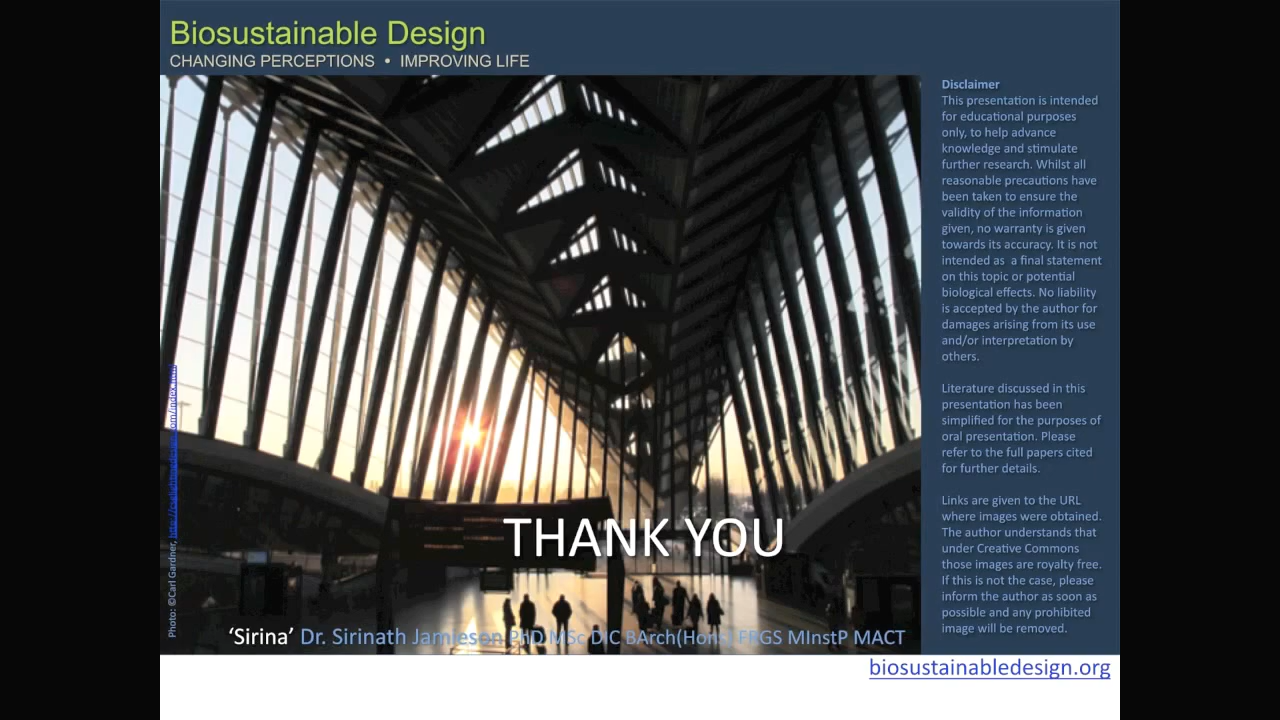 Biosustainable Design
CHANGING PERCEPTIONS • IMPROVING LIFE
Disclaimer
This presentation is intended
for educational purposes
only, to help advance
knowledge and stimulate
further research. Whilst all
reasonable precautions have
been taken to ensure the
validity of the information
given, no warranty is given
towards its accuracy. It is not
intended as a final statement
on this topic or potential
biological effects. No liability
is accepted by the author for
damages arising from its use
and/or interpretation by
others.
Literature discussed in this
presentation has been
simplified for the purposes of
oral presentation. Please
refer to the full papers cited
for further details.
Links are given to the URL
where images were obtained.
The author understands that
under Creative Commons
those images are royalty free.
If this is not the case, please
inform the author as soon as
possible and any prohibited
image will be removed.
Photo: ©Carl Gardner,
THANK YOU
‘Sirina’ Dr. Sirinath Jamieson PhD MSc DIC BArch(Hons) FRGS MInstP MACT
biosustainabledesign.org